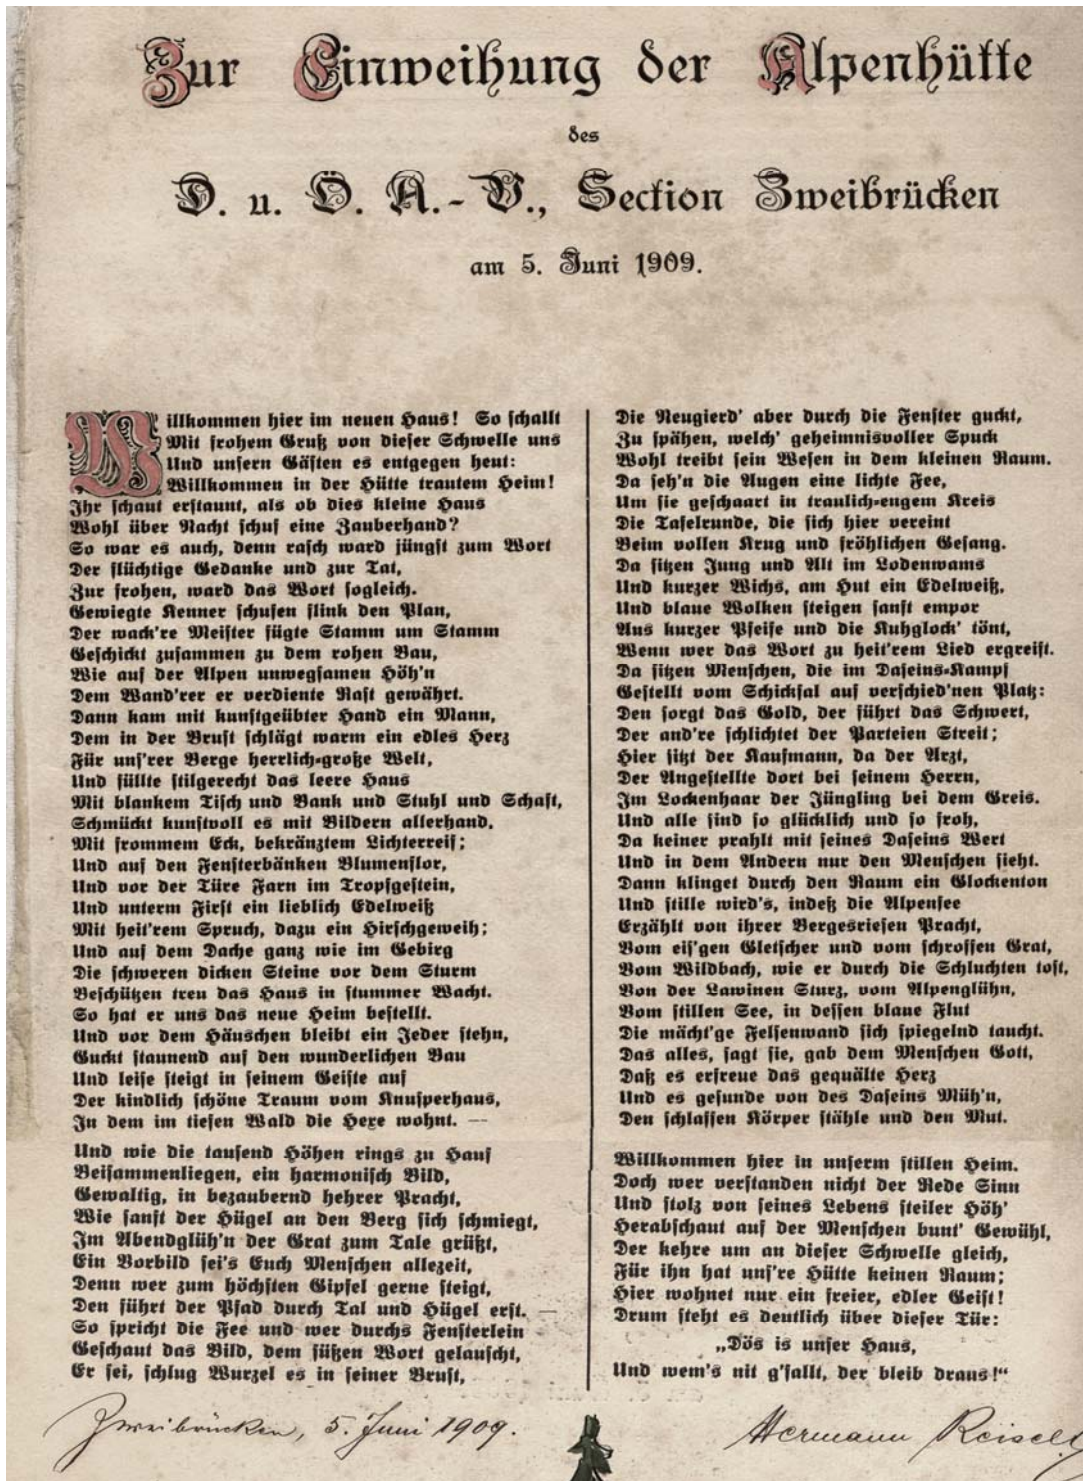 Zur Einweihung der Alpenhütte
des
D. u. Ö. A.-V., Section Zweibrücken
am 5. Juni 1909.
Willkommen hier im neuen Haus! So schallt
Mit frohem Gruß von dieser Schwelle uns
Und unsern Gästen es entgegen heut:
Willkommen in der Hütte trautem Heim!
Ihr schaut erstaunt, als ob dies kleine Haus
Wohl über Nacht schuf eine Zauberhand?
So war es auch, denn rasch ward jüngst zum Wort
Der flüchtige Gedanke und zur Tat,
Zur frohen, ward das Wort sogleich.
Gewiegte Kenner schufen flink den Plan,
Der wack're Meister fügte Stamm um Stamm
Geschickt zusammen zu dem rohen Bau,
Wie auf der Alpen unwegsamen Höh'n
Dem Wand'rer er verdiente Rast gewährt.
Dann kam mit kunstgeübter Hand ein Mann,
Dem in der Brust schlägt warm ein edles Herz
Für uns'rer Berge herrlich-große Welt,
Und füllte stilgerecht das leere Haus
Mit blankem Tisch und Bank und Stuhl und Schaft,
Schmückt kunstvoll es mit Bildern allerhand.
Mit frommem Eck, bekränztem Lichterreif;
Und auf den Fensterbänken Blumenflor,
Und vor der Türe Farn im Tropfgestein,
Und unterm First ein lieblich Edelweiß
Mit heit'rem Spruch, dazu ein Hirschgeweih;
Und auf dem Dache ganz wie im Gebirg
Die schweren dicken Steine vor dem Sturm
Beschützen treu das Haus in stummer Wacht.
So hat er uns das neue Heim bestellt.
Und vor dem Häuschen bleibt ein Jeder stehn,
Guckt staunend auf den wunderlichen Bau
Und leise steigt in seinem Geiste auf
Der kindlich schöne Traum vom Knusperhaus,
In dem im tiefen Wald die Hexe wohnt. —
Und wie die tausend Höhen rings zu Hauf
Beisammenliegen, ein harmonisch Bild,
Gewaltig, in bezaubernd hehrer Pracht,
Wie sanft der Hügel an den Berg sich schmiegt,
Im Abendglüh'n der Grat zum Tale grüßt,
Ein Vorbild sei's Euch Menschen allezeit,
Denn wer zum höchsten Gipfel gerne steigt,
Den führt der Pfad durch Tal und Hügel erst. —
So spricht die Fee und wer durchs Fensterlein
Geschaut das Bild, dem süßen Wort gelauscht,
Er sei, schlug Wurzel es in seiner Brust,
Die Neugierd' aber durch die Fenster guckt,
Zu spähen, welch' geheimnisvoller Spuck
Wohl treibt sein Wesen in dem kleinen Raum.
Da seh'n die Augen eine lichte Fee,
Um sie geschaart in traulich-engem Kreis
Die Tafelrunde, die sich hier vereint
Beim vollen Krug und fröhlichen Gesang.
Da sitzen Jung und Alt im Lodenwams
Und kurzer Wichs, am Hut ein Edelweiß,
Und blaue Wolken steigen sanft empor
Aus kurzer Pfeife und die Kuhglock' tönt,
Wenn wer das Wort zu heit'rem Lied ergreift.
Da sitzen Menschen, die im Daseins-Kampf
Gestellt vom Schicksal auf verschied'nen Platz:
Den sorgt das Gold, der führt das Schwert,
Der and're schlichtet der Parteien Streit;
Hier sitzt der Kaufmann, da der Arzt,
Der Angestellte dort bei seinem Herrn,
Im Lockenhaar der Jüngling bei dem Greis.
Und alle sind so glücklich und so froh,
Da keiner prahlt mit seines Daseins Wert
Und in dem Andern nur den Menschen sieht.
Dann klinget durch den Raum ein Glockenton
Und stille wird's, indeß die Alpenfee
Erzählt von ihrer Bergesriesen Pracht,
Vom eis'gen Gletscher und vom schroffen Grat,
Vom Wildbach, wie er durch die Schluchten tost,
Von der Lawinen Sturz, vom Alpenglühn,
Vom stillen See, in dessen blaue Flut
Die mächt'ge Felsenwand sich spiegelnd taucht.
Das alles, sagt sie, gab dem Menschen Gott,
Daß es erfreue das gequälte Herz
Und es gesunde von des Daseins Müh'n,
Den schlaffen Körper stähle und den Mut.
Willkommen hier in unserm stillen Heim.
Doch wer verstanden nicht der Rede Sinn
Und stolz von seines Lebens steiler Höh'
Herabschaut auf der Menschen bunt' Gewühl,
Der kehre um an dieser Schwelle gleich,
Für ihn hat uns're Hütte keinen Raum;
Hier wohnet nur ein freier, edler Geist!
Drum steht es deutlich über dieser Tür:
„Dös is unser Haus,
Und wem's nit g'fallt, der bleib draus!“
Zweibrücken, 5. Juni 1909.
Hermann Reiselt